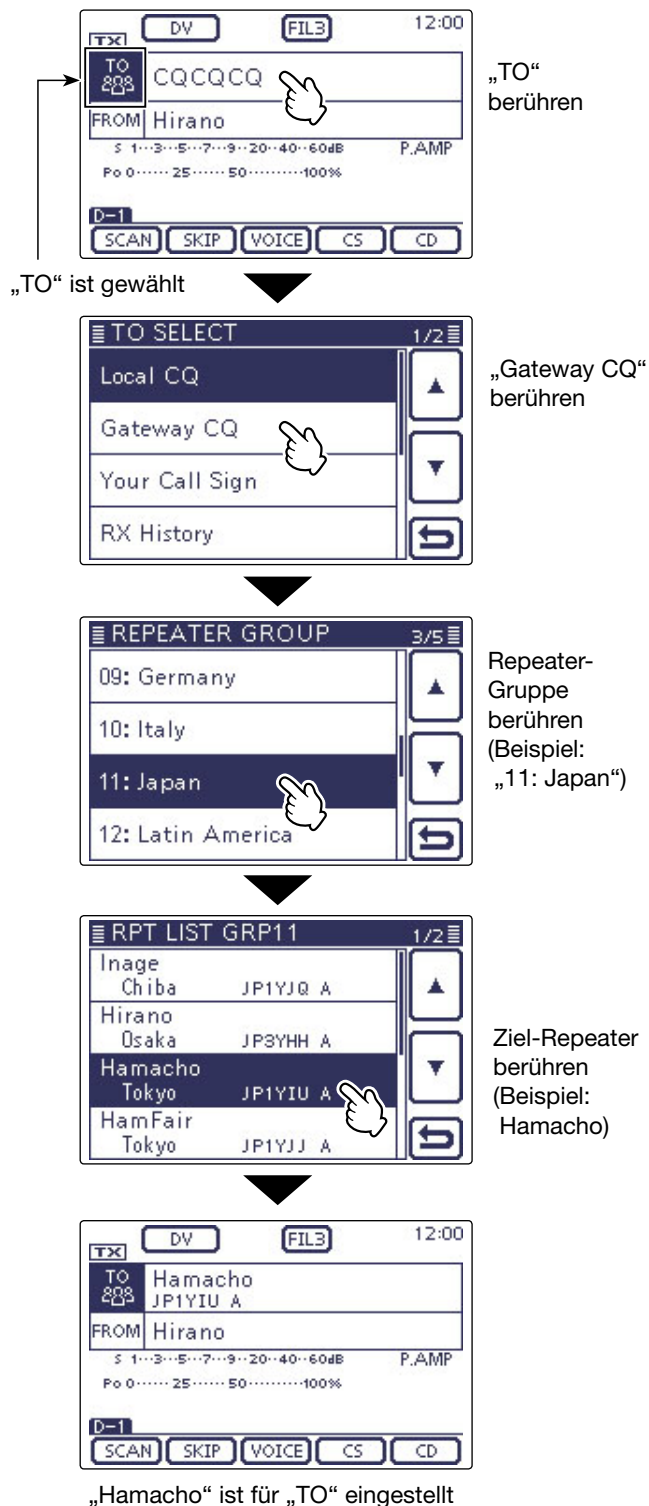 DV FIL3 12:00
TX
TO CQCQCQ
„TO“
berühren
FROM Hirano
S 1···3···5···7···9··20··40··60dB P.AMP
Po 0······ 25······ 50··········100%
D-1
SCAN SKIP VOICE CS CD
„TO“ ist gewählt
TO SELECT 1/2
Local CQ
Gateway CQ
Your Call Sign
RX History
„Gateway CQ“
berühren
REPEATER GROUP 3/5
09: Germany
10: Italy
11: Japan
12: Latin America
Repeater-
Gruppe
berühren
(Beispiel:
„11: Japan“)
RPT LIST GRP11 1/2
Inage
Chiba JP1YJQ A
Hirano
Osaka JP3YHH A
Hamacho
Tokyo JP1YIU A
HamFair
Tokyo JP1YJJ A
Ziel-Repeater
berühren
(Beispiel:
Hamacho)
DV FIL3 12:00
TX
TO Hamacho
JP1YIU A
FROM Hirano
S 1···3···5···7···9··20··40··60dB P.AMP
Po 0······ 25······ 50··········100%
D-1
SCAN SKIP VOICE CS CD
„Hamacho“ ist für „TO“ eingestellt